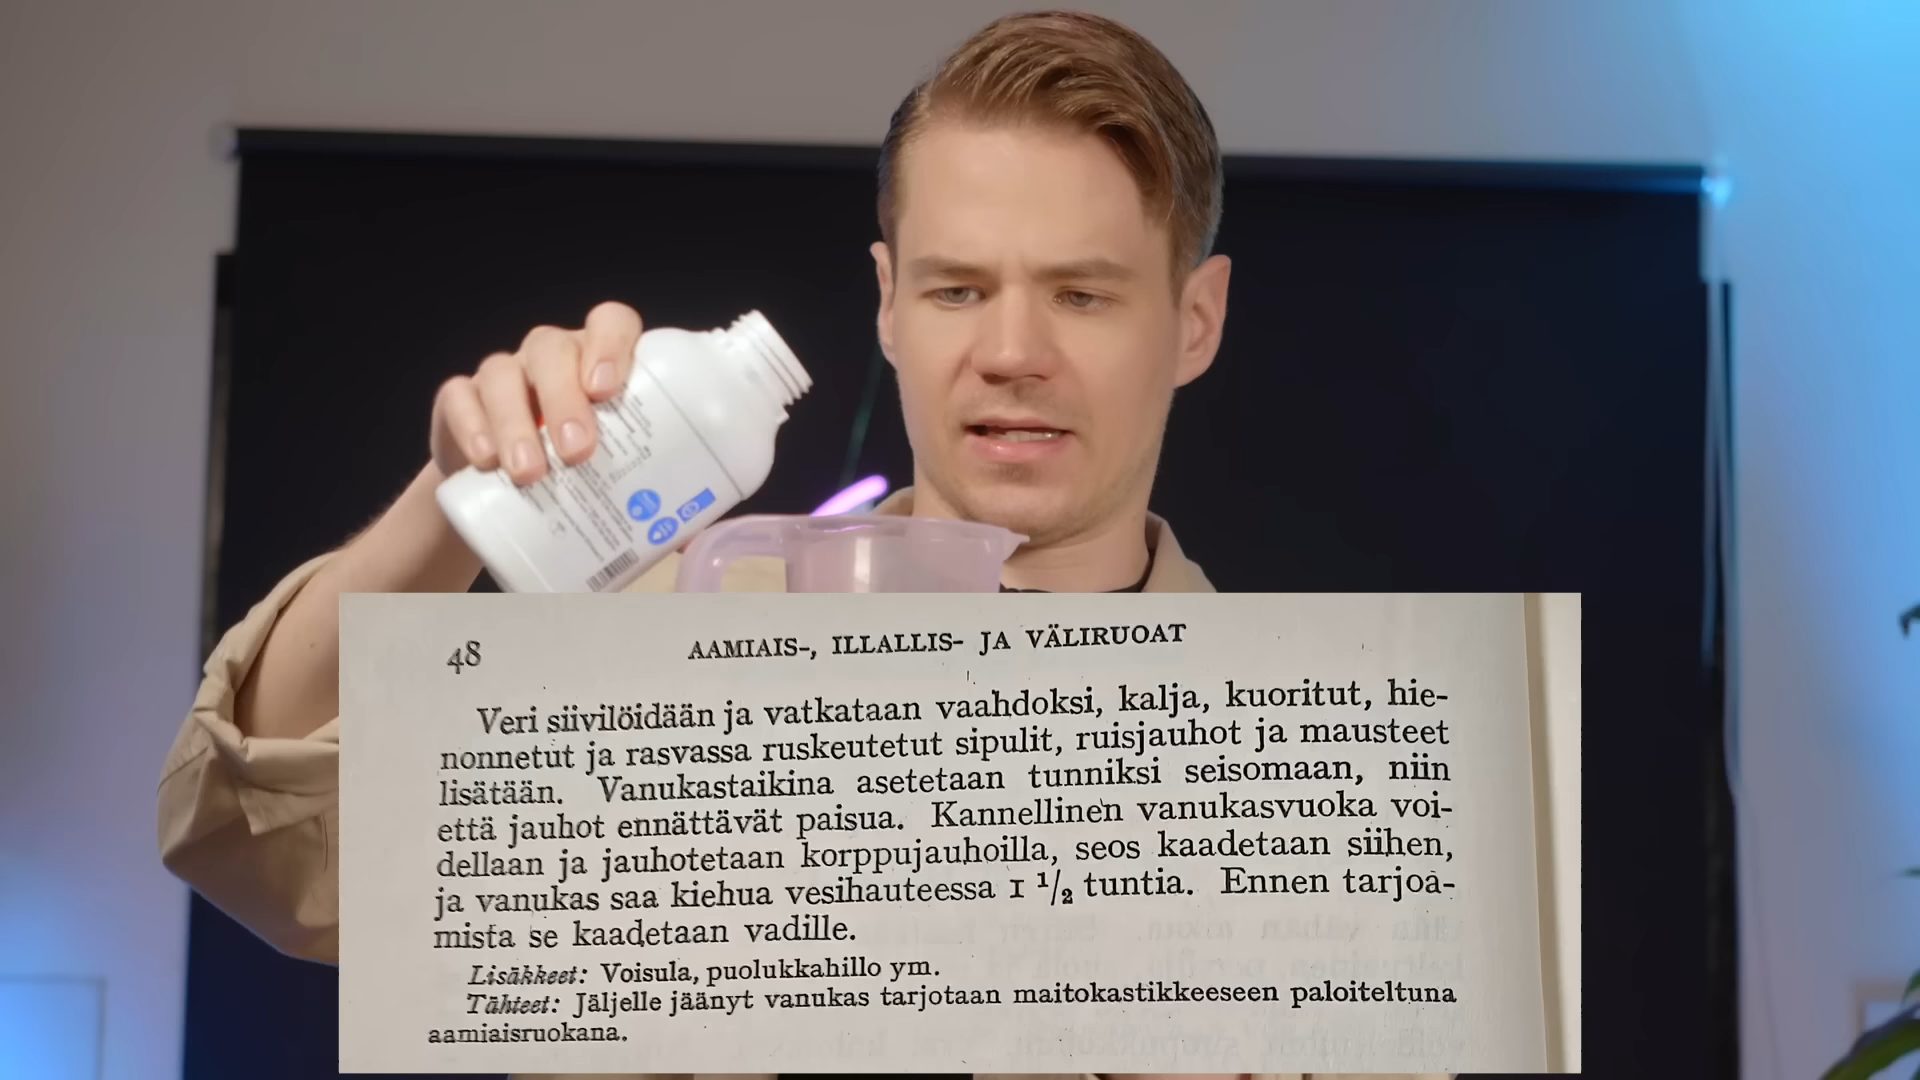 48
AAMIAIS-, ILLALLIS- JA VÄLIRUOAT
Veri siivilöidään ja vatkataan vaahdoksi, kalja, kuoritut, hie-
nonnetut ja rasvassa ruskeutetut sipulit, ruisjauhot ja mausteet
lisätään. Vanukastaikina asetetaan tunniksi seisomaan, niin
että jauhot ennättävät paisua. Kannellinen vanukasvuoka voi-
dellaan ja jauhotetaan korppujauhoilla, seos kaadetaan siihen,
ja vanukas saa kiehua vesihauteessa 1 1/2 tuntia. Ennen tarjoa-
mista se kaadetaan vadille.
Lisäkkeet: Voisula, puolukkahillo ym.
Tähteet: Jäljelle jäänyt vanukas tarjotaan maitokastikkeeseen paloiteltuna
aamiaisruokana.